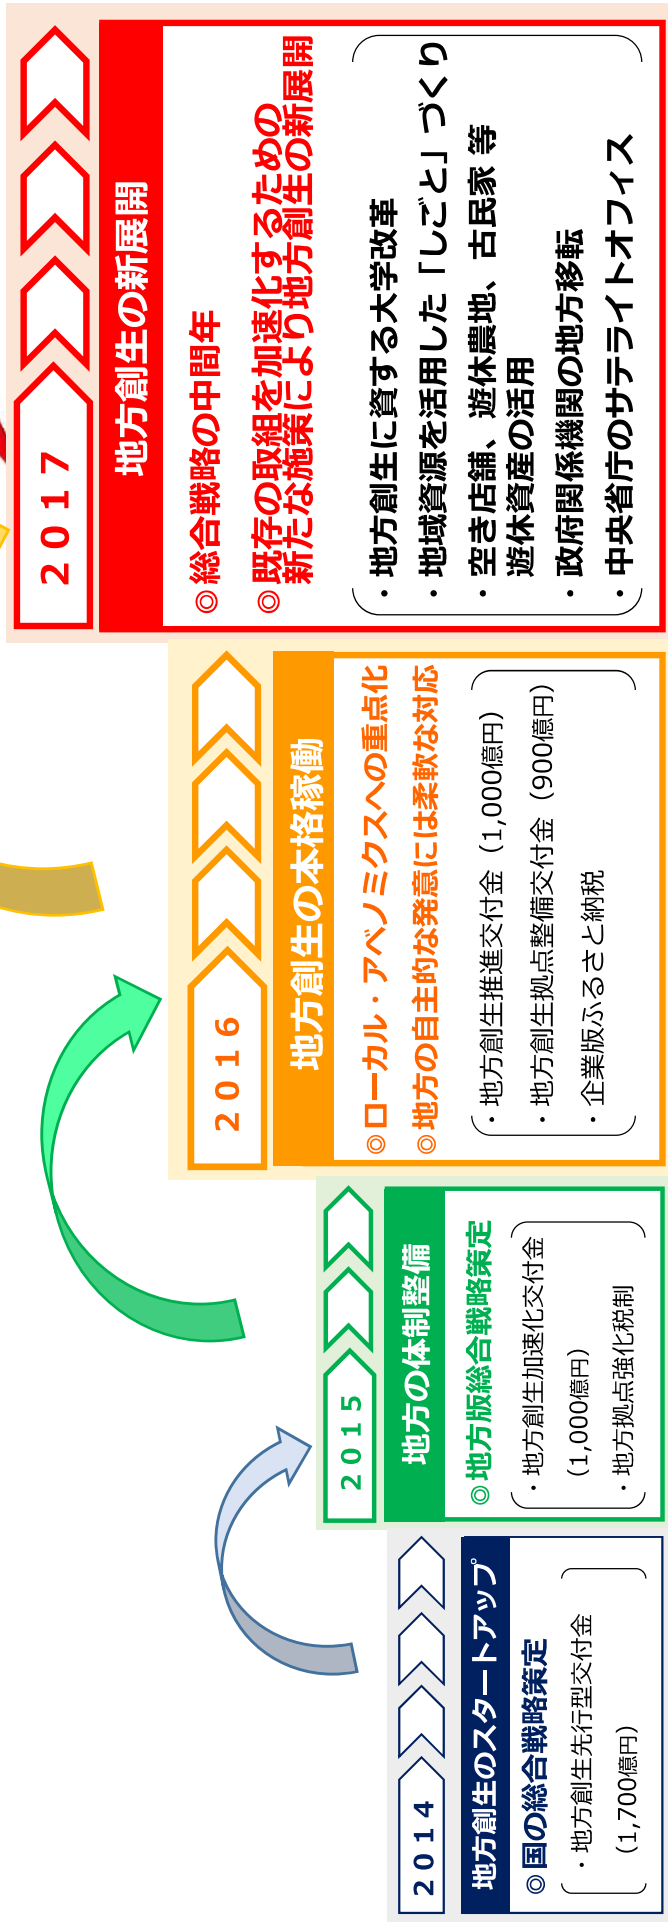 2014
地方創生のスタートアップ
◎国の総合戦略策定
・地方創生先行型交付金
(1,700億円)
2015
地方の体制整備
◎地方版総合戦略策定
・地方創生加速化交付金
(1,000億円)
・地方拠点強化税制
2016
地方創生の本格稼働
◎ローカル・アベノミクスへの重点化
◎地方の自主的な発意には柔軟な対応
・地方創生推進交付金（1,000億円）
・地方創生拠点整備交付金（900億円）
・企業版ふるさと納税
2017
地方創生の新展開
◎総合戦略の中間年
◎既存の取組を加速化するための
新たな施策により地方創生の新展開
・地方創生に資する大学改革
・地域資源を活用した「しごと」づくり
・空き店舗、遊休農地、古民家 等
遊休資産の活用
・政府関係機関の地方移転
・中央省庁のサテライトオフィス